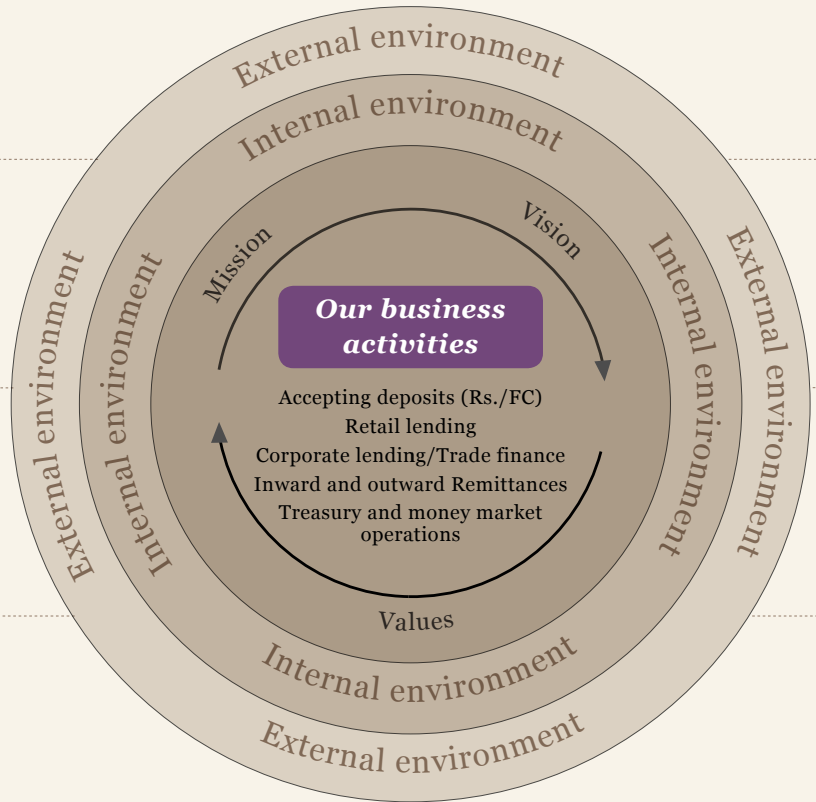 External environment
Internal environment
Mission
Vision
External environment
Internal environment
Internal environment
External environment
Our business
activities
Accepting deposits (Rs./FC)
Retail lending
Corporate lending/Trade finance
Inward and outward Remittances
Treasury and money market
operations
Values
Internal environment
External environment